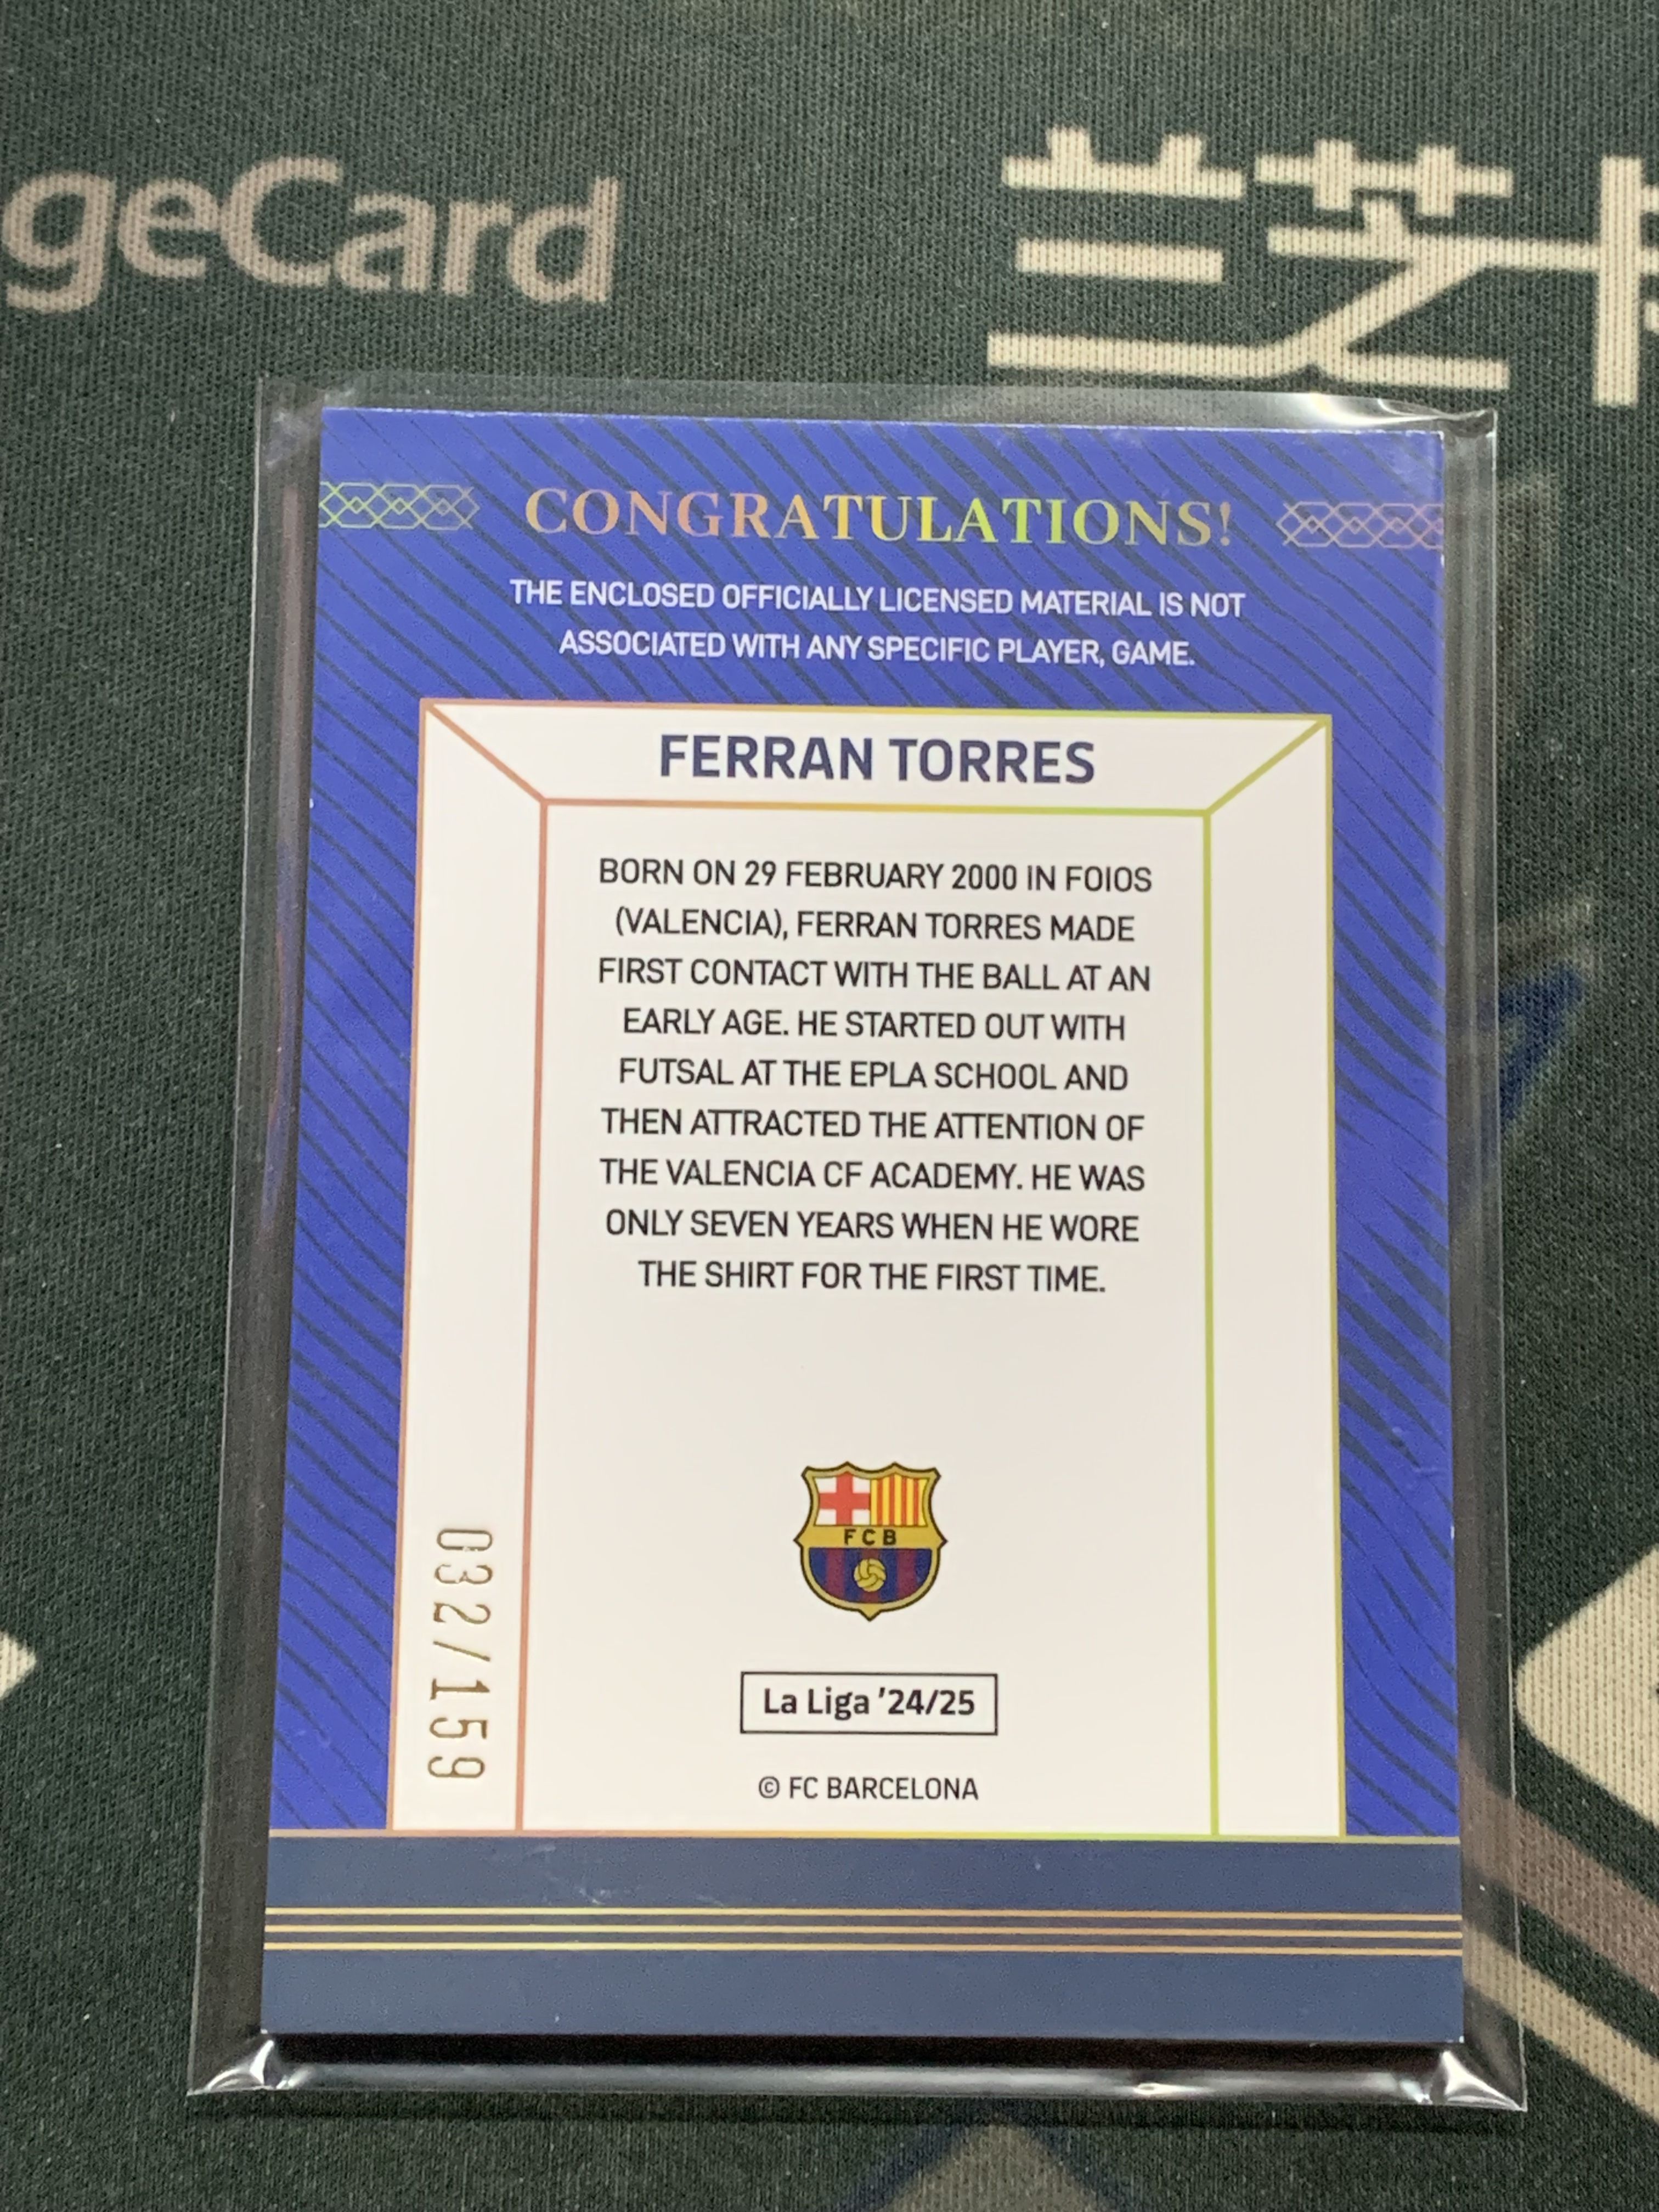 geCard 兰艺卡
CONGRATULATIONS!
THE ENCLOSED OFFICIALLY LICENSED MATERIAL IS NOT
ASSOCIATED WITH ANY SPECIFIC PLAYER, GAME.
FERRAN TORRES
BORN ON 29 FEBRUARY 2000 IN FOIOS
(VALENCIA), FERRAN TORRES MADE
FIRST CONTACT WITH THE BALL AT AN
EARLY AGE. HE STARTED OUT WITH
FUTSAL AT THE EPLA SCHOOL AND
THEN ATTRACTED THE ATTENTION OF
THE VALENCIA CF ACADEMY. HE WAS
ONLY SEVEN YEARS WHEN HE WORE
THE SHIRT FOR THE FIRST TIME.
FCB
032/159
La Liga '24/25
© FC BARCELONA